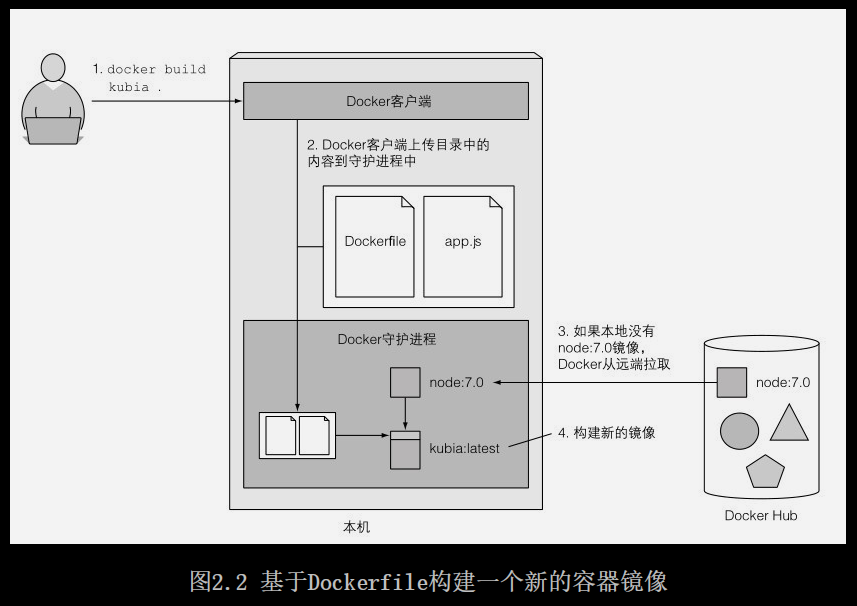 1. docker build
kubia .
Docker客户端
2. Docker客户端上传目录中的
内容到守护进程中
Dockerfile
app.js
Docker守护进程
3. 如果本地没有
node:7.0镜像，
Docker从远端拉取
node:7.0
node:7.0
kubia:latest
4. 构建新的镜像
本机
Docker Hub
图2.2 基于Dockerfile构建一个新的容器镜像